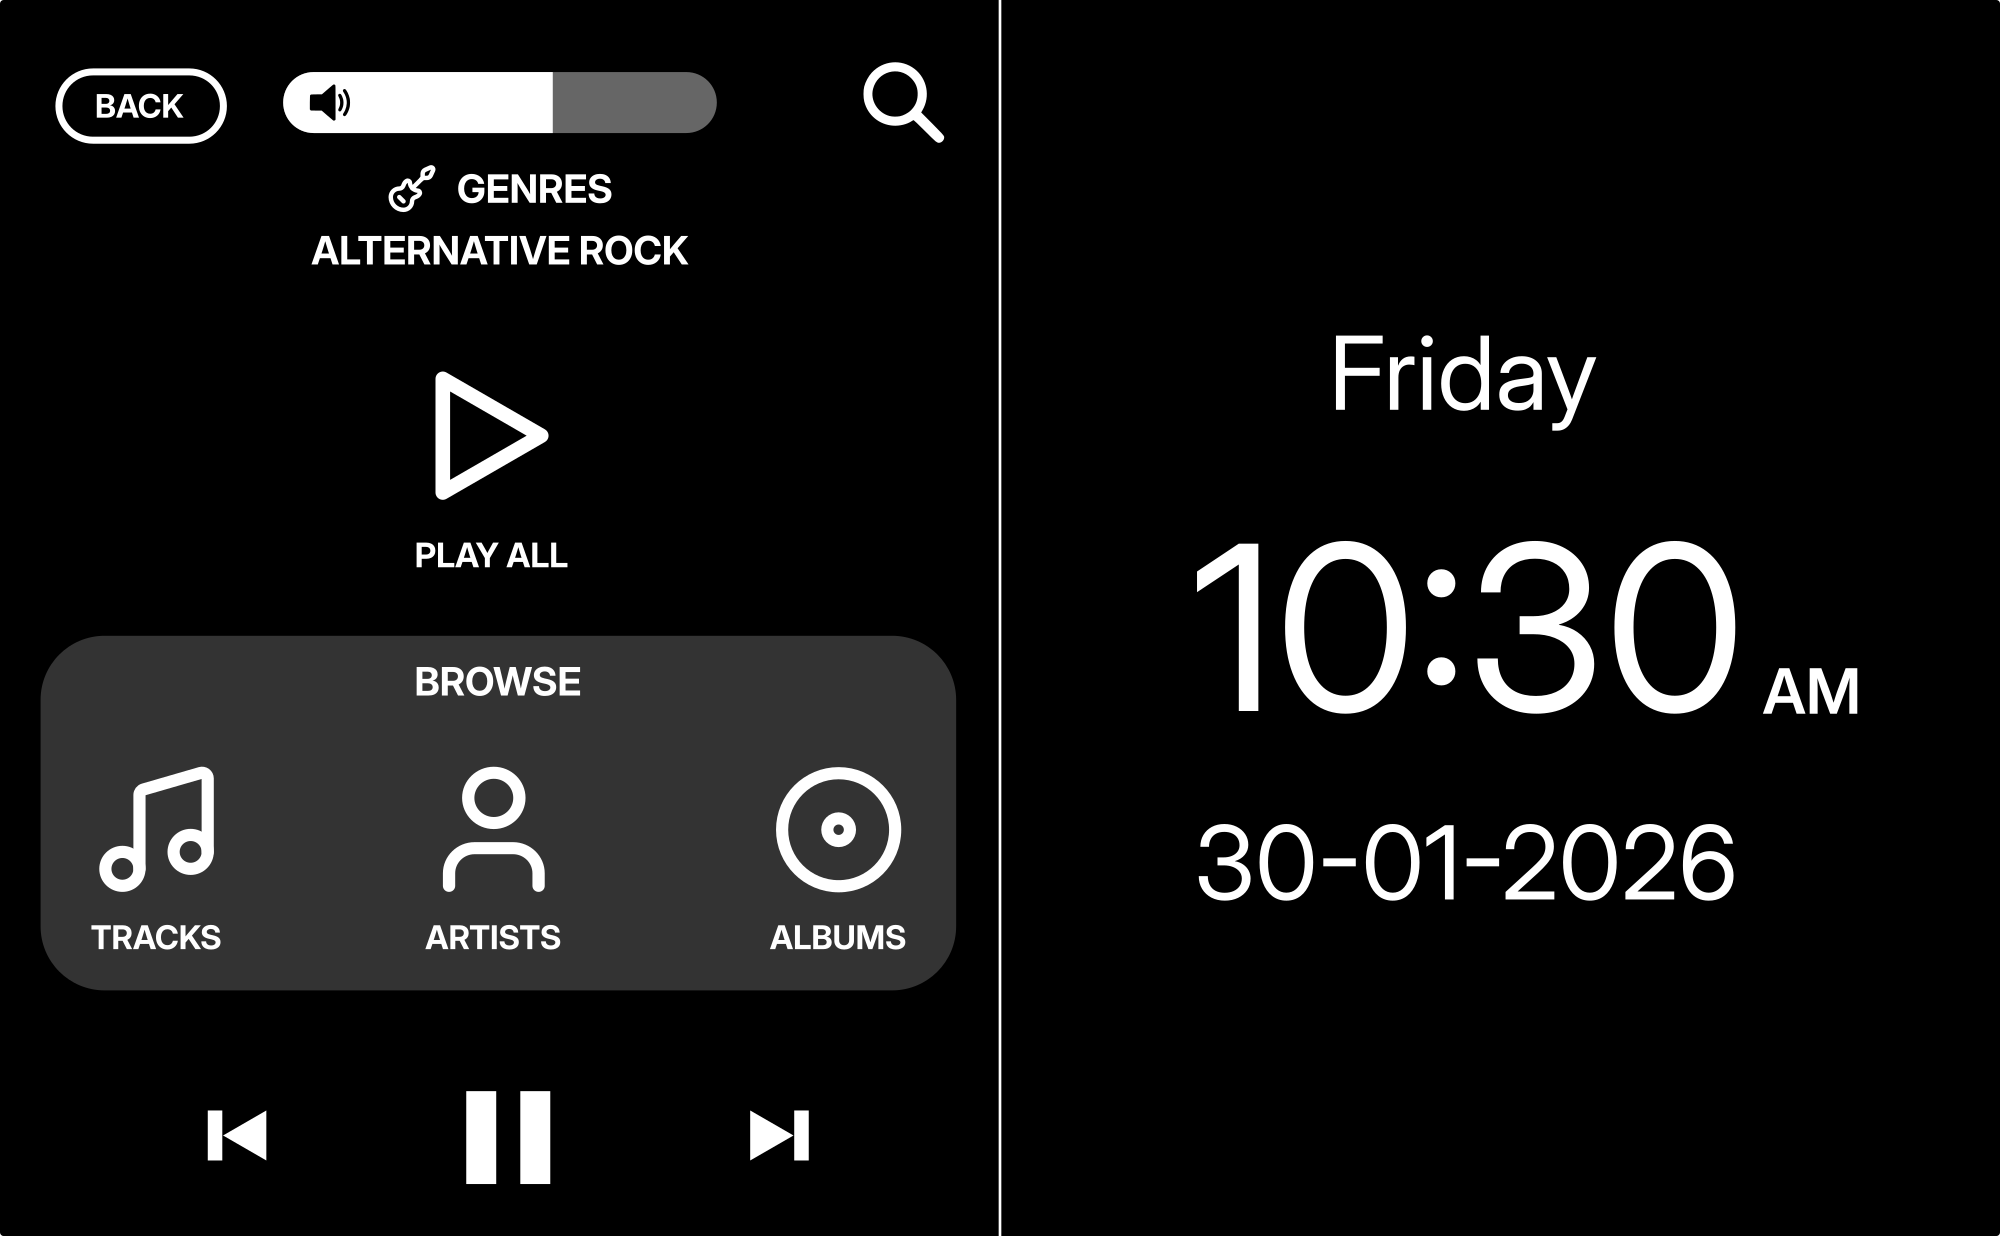 BACK
GENRES
ALTERNATIVE ROCK
PLAY ALL
BROWSE
TRACKS
ARTISTS
ALBUMS
Friday
10:30 AM
30-01-2026